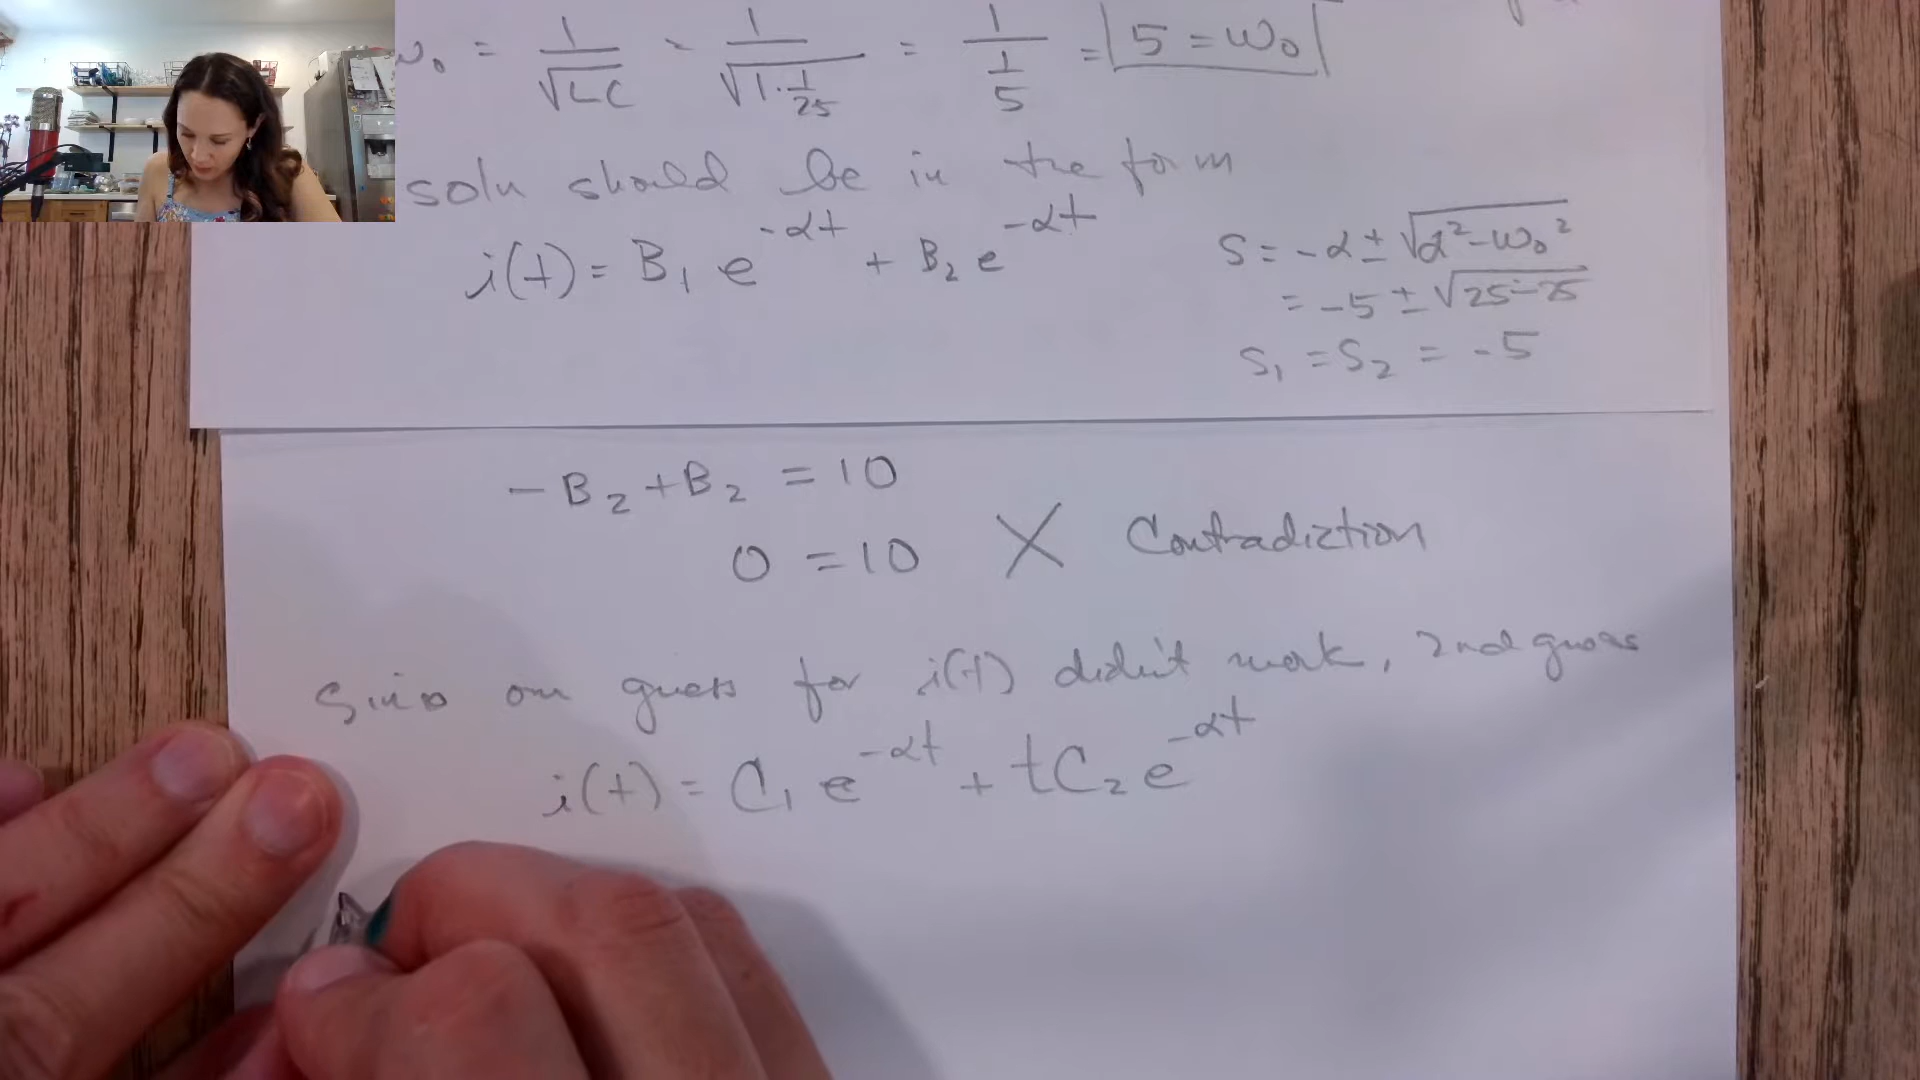 ω₀ = 1/√LC = 1/√1·1/25 = 1/(1/5) = 5 = ω₀
soln should be in the form
i(t) = B₁ e^-αt + B₂ e^-αt
S = -α ± √α²-ω₀²
= -5 ± √25-25
S₁ = S₂ = -5
-B₂ + B₂ = 10
0 = 10 X Contradiction
Since our guess for i(t) didn't work, 2nd guess
i(t) = C₁ e^-αt + tC₂ e^-αt